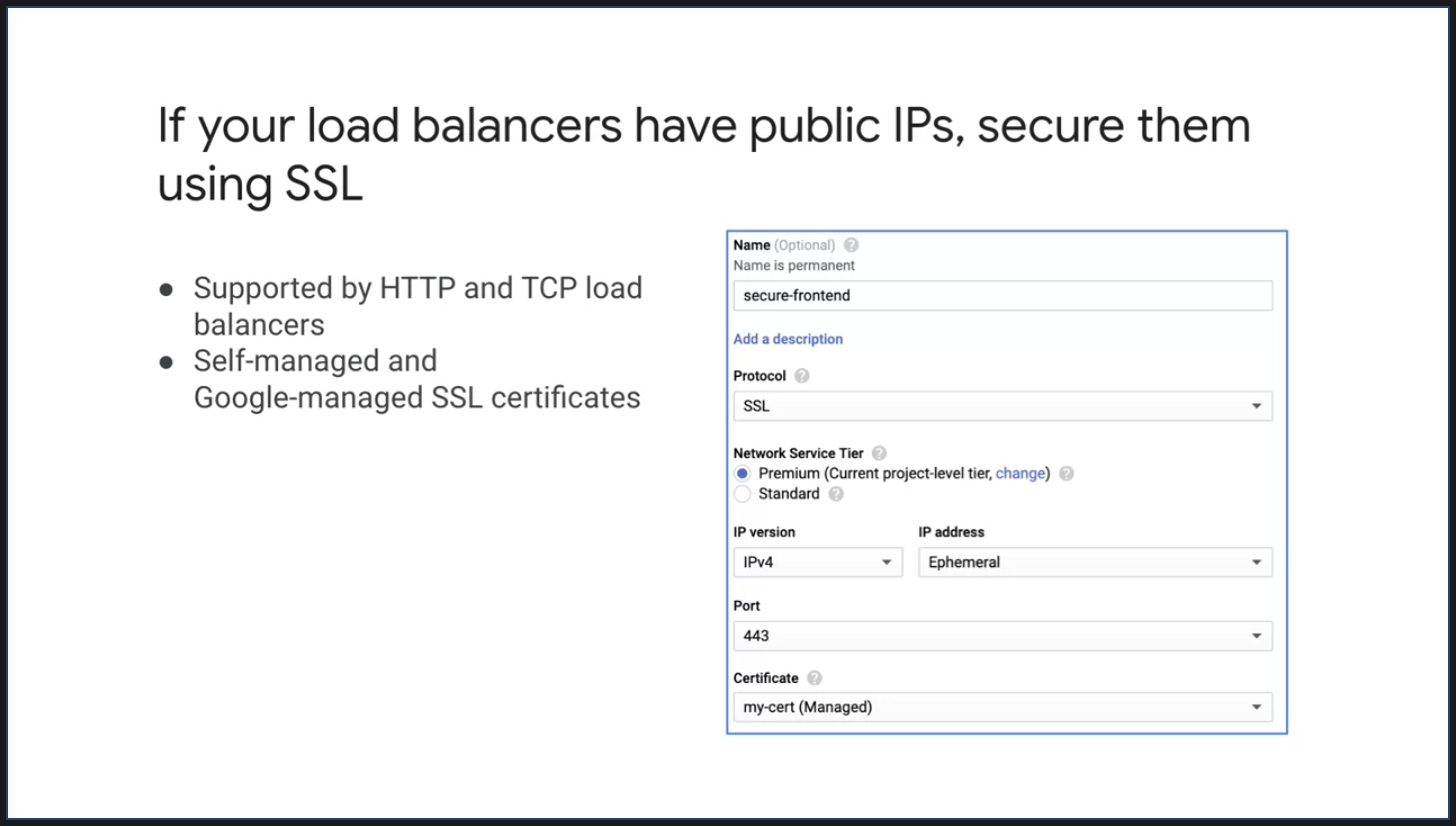 If your load balancers have public IPs, secure them
using SSL
● Supported by HTTP and TCP load
balancers
● Self-managed and
Google-managed SSL certificates
Name (Optional) ?
Name is permanent
secure-frontend
Add a description
Protocol ?
SSL
Network Service Tier ?
Premium (Current project-level tier, change) ?
Standard ?
IP version IP address
IPv4 Ephemeral
Port
443
Certificate ?
my-cert (Managed)